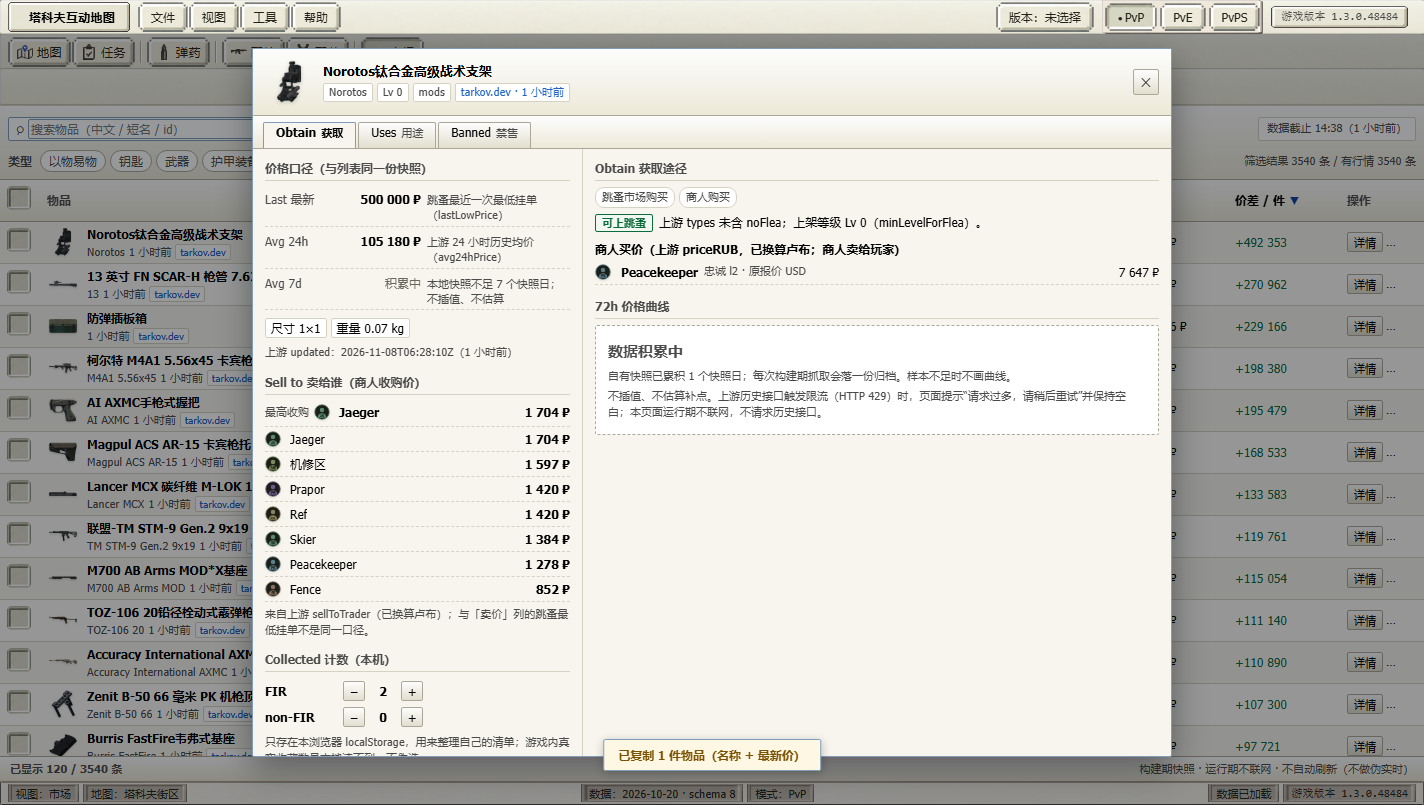 塔科夫互动地图
文件
视图
工具
帮助
版本：未选择
•PvP
PvE
PvPS
游戏版本 1.3.0.48484
地图
任务
弹药
搜索物品（中文 / 短名 / id）
数据截止 14:38（1 小时前）
类型
以物易物
钥匙
武器
筛选结果 3540 条 / 有行情 3540 条
物品
价差 / 件 ▼
操作
Norotos钛合金高级战术支架
Norotos 1 小时前 tarkov.dev
+492 353
详情 ...
13 英寸 FN SCAR-H 枪管 7.6
13 1 小时前 tarkov.dev
+270 962
详情 ...
防弹插板箱
1 小时前 tarkov.dev
+229 166
详情 ...
柯尔特 M4A1 5.56x45 卡宾枪
M4A1 5.56x45 1 小时前
+198 380
详情 ...
AI AXMC手枪式握把
AI AXMC 1 小时前 tarkov.dev
+195 479
详情 ...
Magpul ACS AR-15 卡宾枪托
Magpul ACS AR-15 1 小时前
+168 533
详情 ...
Lancer MCX 碳纤维 M-LOK 1
Lancer MCX 1 小时前 tarkov.dev
+133 583
详情 ...
联盟-TM STM-9 Gen.2 9x19
TM STM-9 Gen.2 9x19 1 小时前
+119 761
详情 ...
M700 AB Arms MOD*X基座
M700 AB Arms MOD 1 小时前
+115 054
详情 ...
TOZ-106 20铅径栓动式霰弹枪
TOZ-106 20 1 小时前 tarkov.dev
+111 140
详情 ...
Accuracy International AXM
Accuracy International AXMC 1 小
+110 890
详情 ...
Zenit B-50 66 毫米 PK 机枪顶
Zenit B-50 66 1 小时前 tarkov.dev
+107 300
详情 ...
Burris FastFire韦弗式基座
+97 721
详情 ...
Norotos钛合金高级战术支架
Norotos
Lv 0
mods
tarkov.dev · 1 小时前
Obtain 获取
Uses 用途
Banned 禁售
价格口径（与列表同一份快照）
Last 最新
500 000 ₽
跳蚤最近一次最低挂单
（lastLowPrice）
Avg 24h
105 180 ₽
上游 24 小时历史均价
（avg24hPrice）
Avg 7d
积累中
本地快照不足 7 个快照日；
不插值、不估算
尺寸 1×1
重量 0.07 kg
上游 updated：2026-11-08T06:28:10Z（1 小时前）
Sell to 卖给谁（商人收购价）
最高收购 Jaeger 1 704 ₽
Jaeger 1 704 ₽
机修区 1 597 ₽
Prapor 1 420 ₽
Ref 1 420 ₽
Skier 1 384 ₽
Peacekeeper 1 278 ₽
Fence 852 ₽
来自上游 sellToTrader（已换算卢布）；与「卖价」列的跳蚤最
低挂单不是同一口径。
Collected 计数（本机）
FIR − 2 +
non-FIR − 0 +
只存在本浏览器 localStorage，用来整理自己的清单；游戏内真
Obtain 获取途径
跳蚤市场购买
商人购买
可上跳蚤 上游 types 未含 noFlea；上架等级 Lv 0（minLevelForFlea）。
商人买价（上游 priceRUB，已换算卢布；商人卖给玩家）
Peacekeeper 忠诚 l2 · 原报价 USD 7 647 ₽
72h 价格曲线
数据积累中
自有快照已累积 1 个快照日；每次构建期抓取会落一份归档。样本不足时不画曲线。
不插值、不估算补点。上游历史接口触发限流（HTTP 429）时，页面提示“请求过多，请稍后重试”并保持空
白；本页面运行期不联网，不请求历史接口。
已复制 1 件物品（名称 + 最新价）
已显示 120 / 3540 条
构建期快照 · 运行期不联网 · 不自动刷新（不做伪实时）
视图：市场
地图：塔科夫街区
数据：2026-10-20 · schema 8
模式：PvP
数据已加载
游戏版本 1.3.0.48484